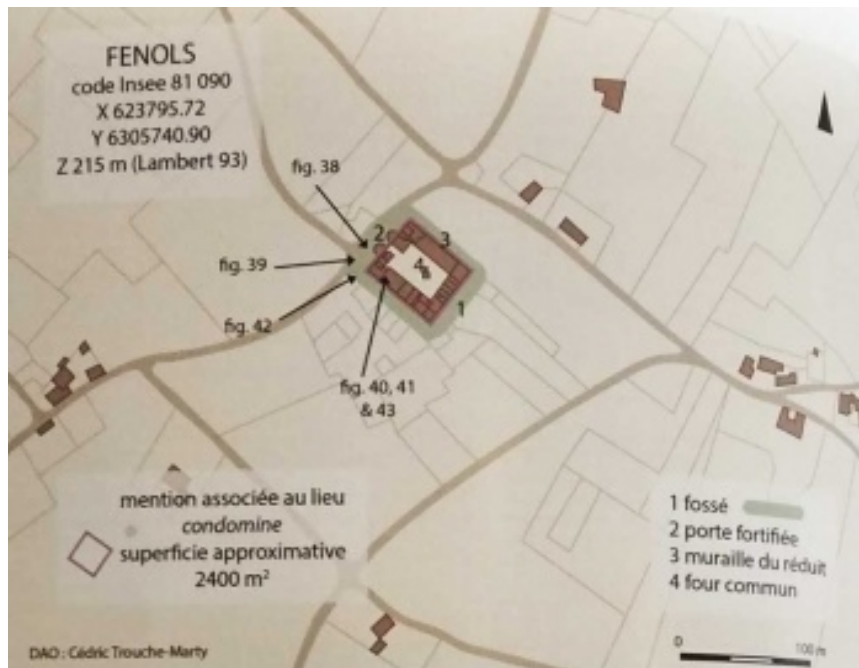 FENOLS
code Insee 81 090
X 623795.72
Y 6305740.90
Z 215 m (Lambert 93)
fig. 38
fig. 39
fig. 42
fig. 40, 41
& 43
2
3
4
1
mention associée au lieu
condomine
superficie approximative
2400 m²
1 fossé
2 porte fortifiée
3 muraille du réduit
4 four commun
0
100 m
DAO : Cédric Trouche-Marty